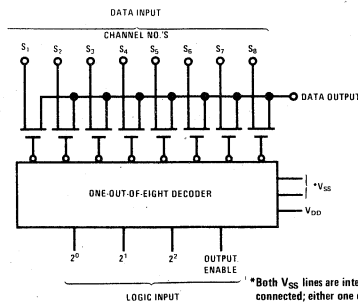 DATA INPUT
CHANNEL NO.'S
S1 S2 S3 S4 S5 S6 S7 S8
DATA OUTPUT
ONE-OUT-OF-EIGHT DECODER
*VSS
VDD
2⁰ 2¹ 2² OUTPUT
ENABLE
LOGIC INPUT
*Both VSS lines are inte
connected; either one